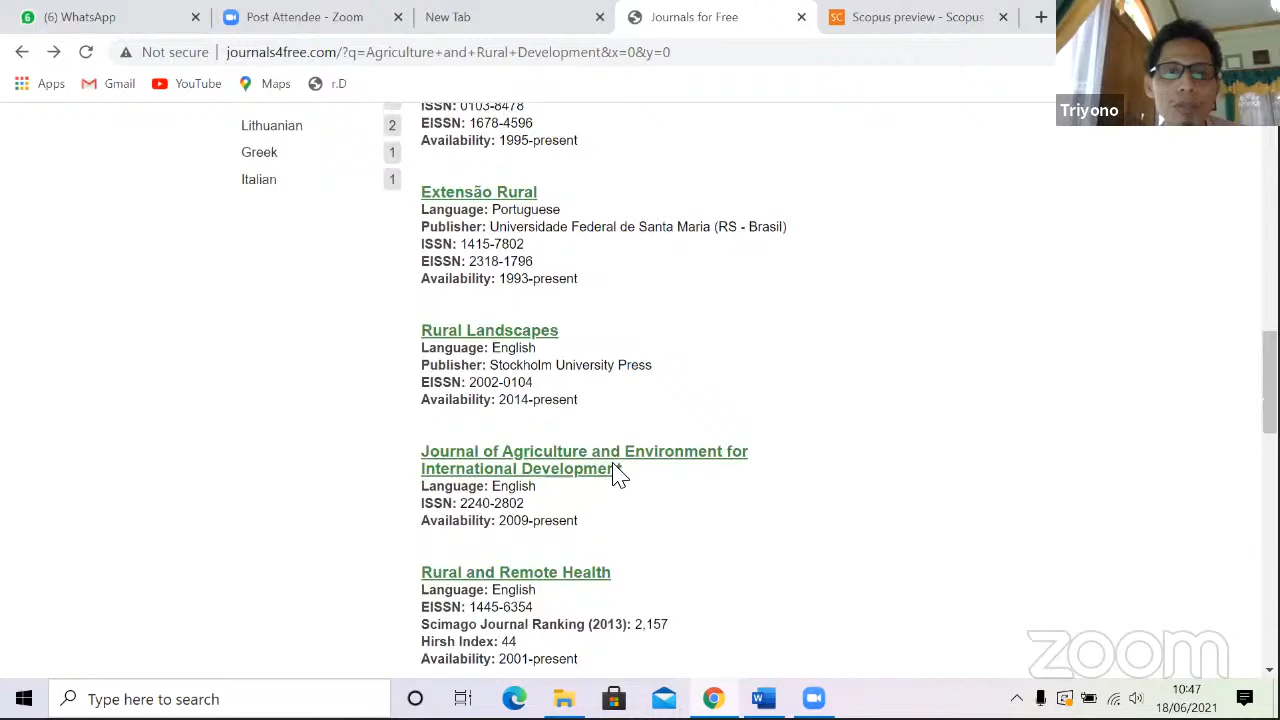 (6) WhatsApp
Post Attendee - Zoom
New Tab
Journals for Free
Scopus preview - Scopus
Not secure
journals4free.com/?q=Agriculture+and+Rural+Development&x=0&y=0
Apps
Gmail
YouTube
Maps
r.D
Triyono
Lithuanian 2
Greek 1
Italian 1
ISSN: 0103-8478
EISSN: 1678-4596
Availability: 1995-present
Extensão Rural
Language: Portuguese
Publisher: Universidade Federal de Santa Maria (RS - Brasil)
ISSN: 1415-7802
EISSN: 2318-1796
Availability: 1993-present
Rural Landscapes
Language: English
Publisher: Stockholm University Press
EISSN: 2002-0104
Availability: 2014-present
Journal of Agriculture and Environment for
International Development
Language: English
ISSN: 2240-2802
Availability: 2009-present
Rural and Remote Health
Language: English
EISSN: 1445-6354
Scimago Journal Ranking (2013): 2,157
Hirsh Index: 44
Availability: 2001-present
zoom
Type here to search
10:47
18/06/2021